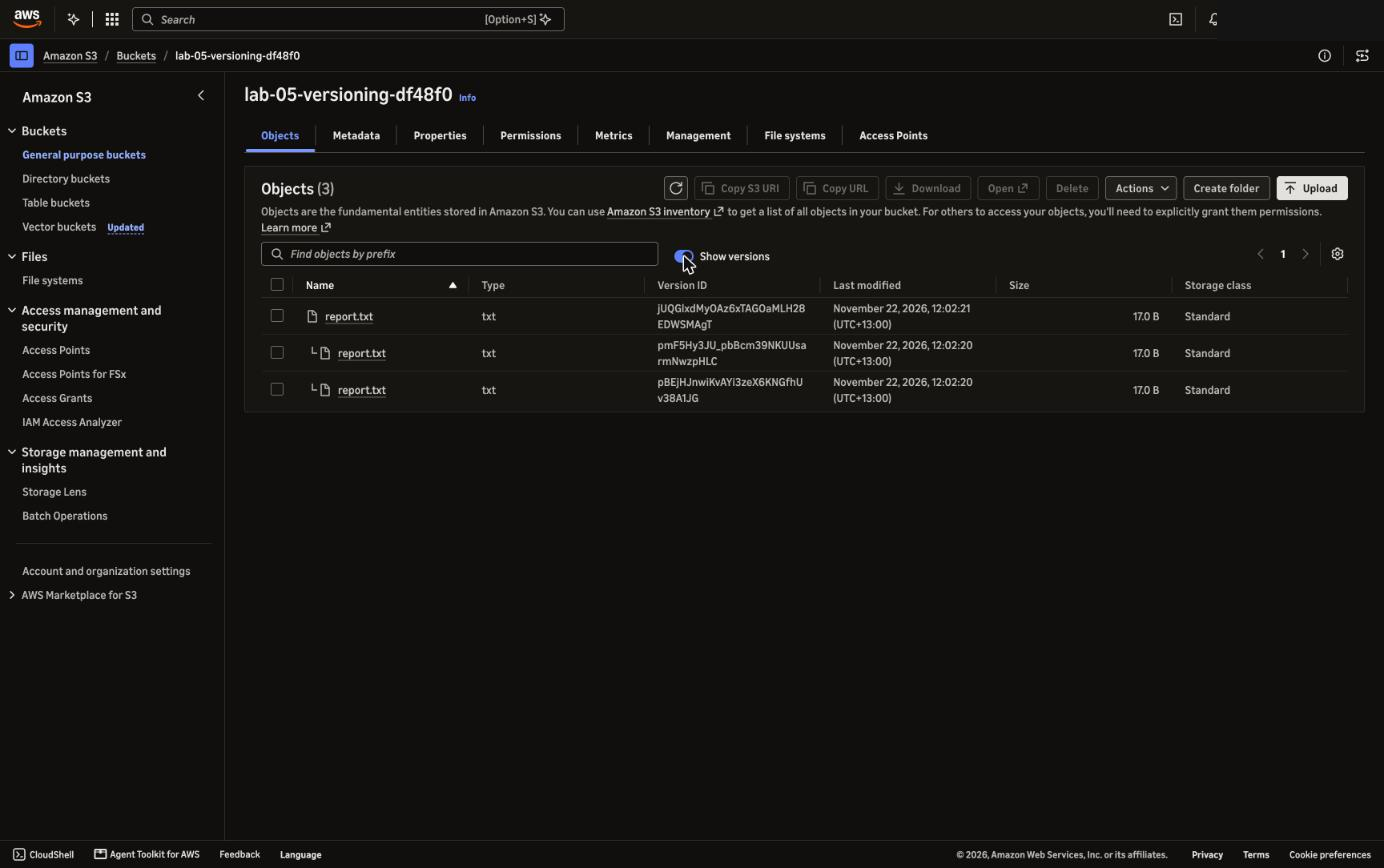 aws
Search [Option+S]
Amazon S3 / Buckets / lab-05-versioning-df48f0
Amazon S3
Buckets
General purpose buckets
Directory buckets
Table buckets
Vector buckets Updated
Files
File systems
Access management and
security
Access Points
Access Points for FSx
Access Grants
IAM Access Analyzer
Storage management and
insights
Storage Lens
Batch Operations
Account and organization settings
AWS Marketplace for S3
lab-05-versioning-df48f0 Info
Objects Metadata Properties Permissions Metrics Management File systems Access Points
Objects (3)
Copy S3 URI Copy URL Download Open Delete Actions Create folder Upload
Objects are the fundamental entities stored in Amazon S3. You can use Amazon S3 inventory to get a list of all objects in your bucket. For others to access your objects, you'll need to explicitly grant them permissions.
Learn more
Find objects by prefix
Show versions
1
Name Type Version ID Last modified Size Storage class
report.txt txt jUQGlxdMyOAz6xTAGOaMLH28 November 22, 2026, 12:02:21 17.0 B Standard
EDWSMAgT (UTC+13:00)
report.txt txt pmF5Hy3JU_pbBcm39NKUUsa November 22, 2026, 12:02:20 17.0 B Standard
rmNwzpHLC (UTC+13:00)
report.txt txt pBEjHJnwiKvAYi3zeX6KNGfhU November 22, 2026, 12:02:20 17.0 B Standard
v38A1JG (UTC+13:00)
CloudShell Agent Toolkit for AWS Feedback Language
© 2026, Amazon Web Services, Inc. or its affiliates. Privacy Terms Cookie preferences